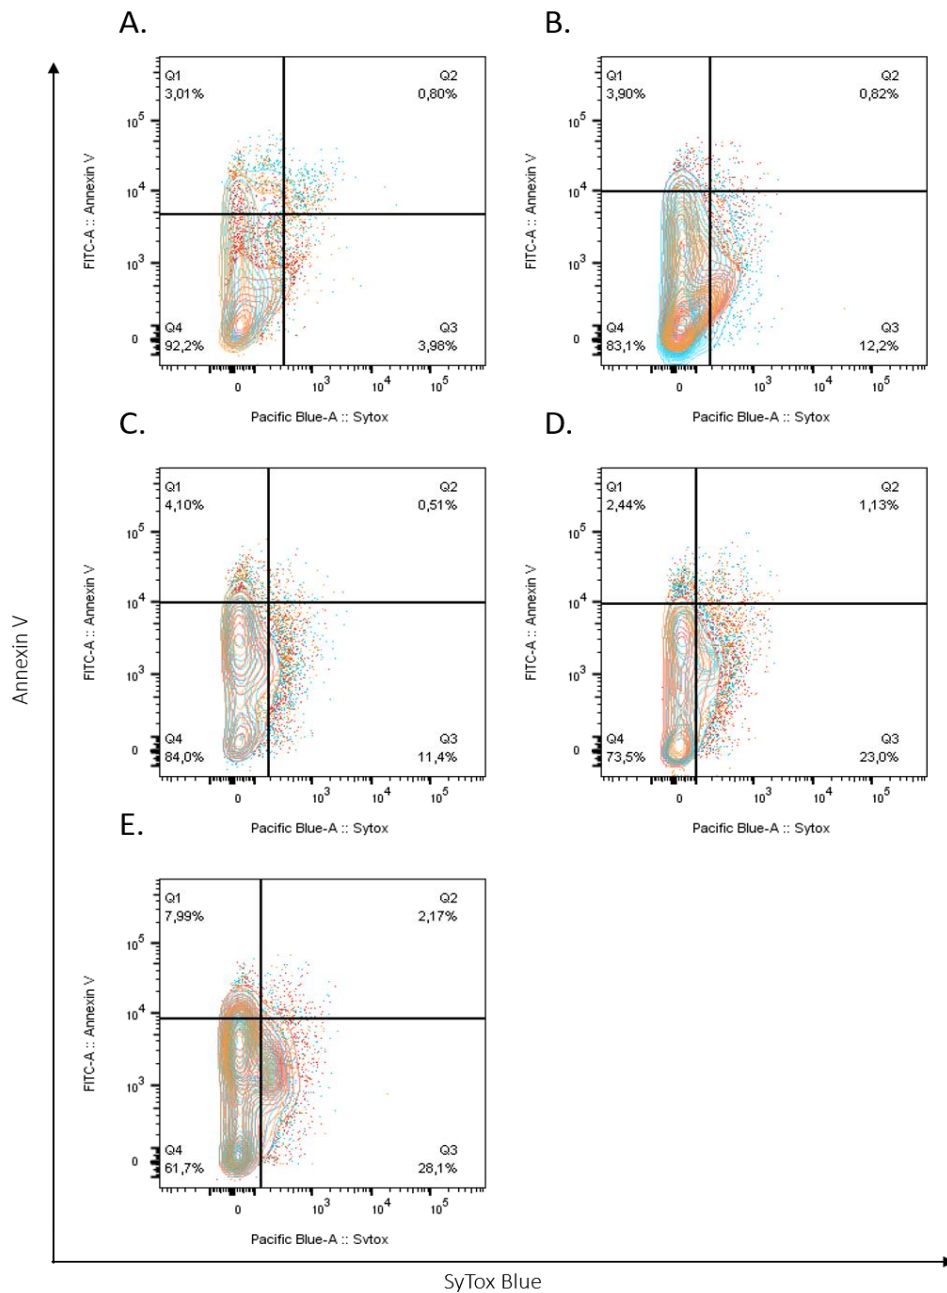 A.
Q1
3,01%
Q2
0,80%
10^5
10^4
10^3
0
FITC-A :: Annexin V
Q4
92,2%
Q3
3,98%
0
10^3
10^4
10^5
Pacific Blue-A :: Sytox
B.
Q1
3,90%
Q2
0,82%
10^5
10^4
10^3
0
FITC-A :: Annexin V
Q4
83,1%
Q3
12,2%
0
10^3
10^4
10^5
Pacific Blue-A :: Sytox
C.
Q1
4,10%
Q2
0,51%
10^5
10^4
10^3
0
FITC-A :: Annexin V
Q4
84,0%
Q3
11,4%
0
10^3
10^4
10^5
Pacific Blue-A :: Sytox
D.
Q1
2,44%
Q2
1,13%
10^5
10^4
10^3
0
FITC-A :: Annexin V
Q4
73,5%
Q3
23,0%
0
10^3
10^4
10^5
Pacific Blue-A :: Sytox
E.
Q1
7,99%
Q2
2,17%
10^5
10^4
10^3
0
FITC-A :: Annexin V
Q4
61,7%
Q3
28,1%
0
10^3
10^4
10^5
Pacific Blue-A :: Sytox
Annexin V
SyTox Blue